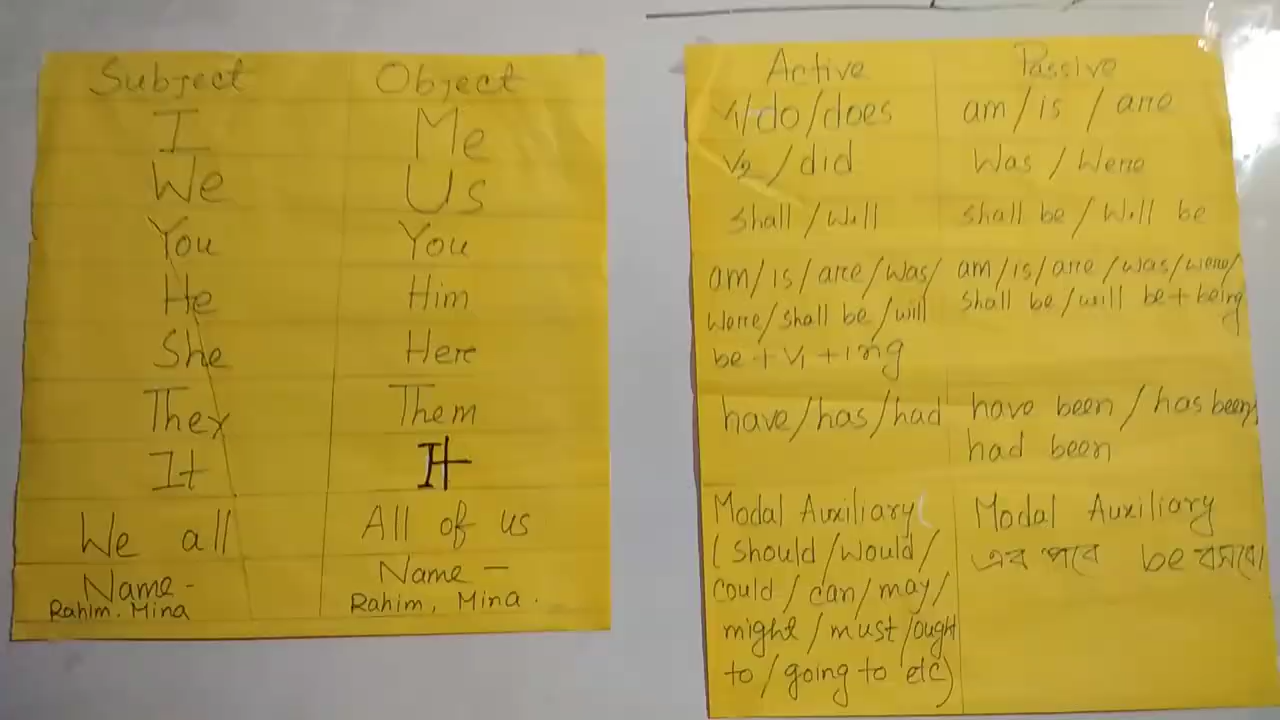 Subject Object
I Me
We Us
You You
He Him
She Here
They Them
It It
We all All of us
Name - Name -
Rahim. Mina Rahim, Mina.
Active Passive
V1/do/does am/is / are
V2/did Was / Were
Shall/Will Shall be / Will be
am/is/are/was/ am/is/are/was/were/
Were/Shall be/will Shall be/will be + being
be + V1 + ing
have/has/had have been / has been/
had been
Modal Auxiliary Modal Auxiliary
(Should/Would/ এর পরে be বসবে।
Could/can/may/
might/must/ought
to/going to etc)